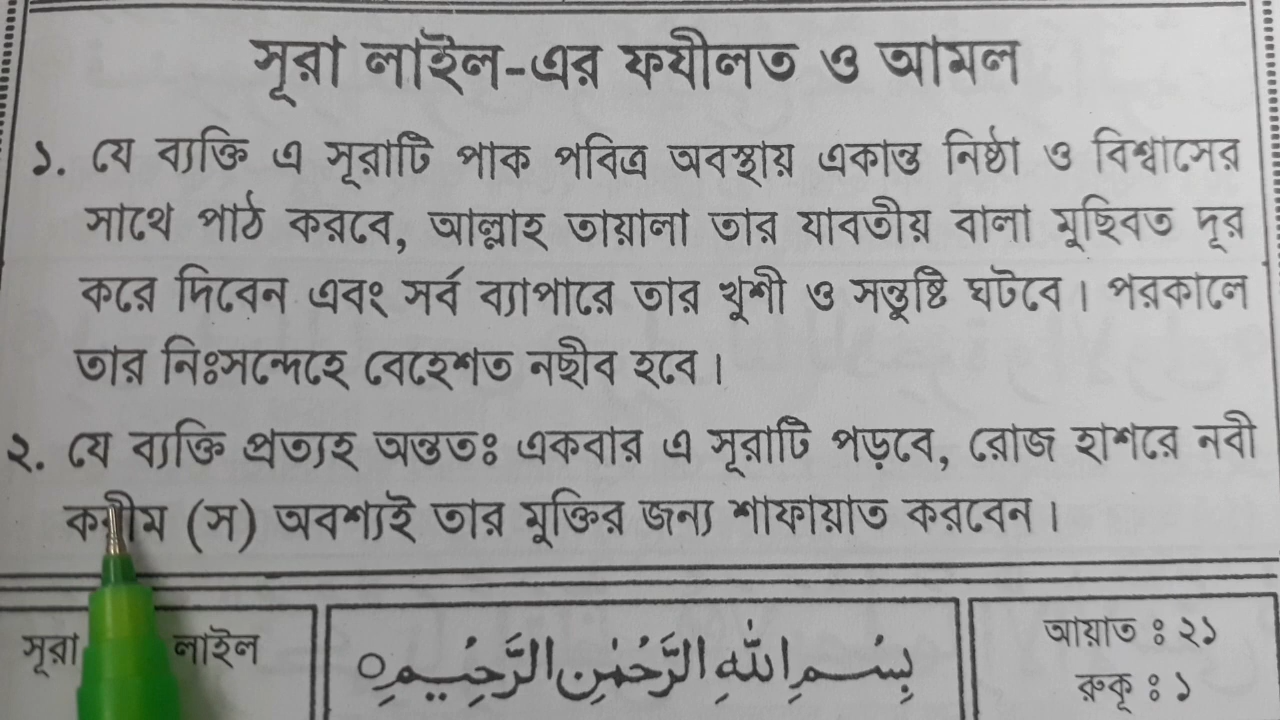 সূরা লাইল-এর ফযীলত ও আমল
১. যে ব্যক্তি এ সূরাটি পাক পবিত্র অবস্থায় একান্ত নিষ্ঠা ও বিশ্বাসের
সাথে পাঠ করবে, আল্লাহ তায়ালা তার যাবতীয় বালা মুছিবত দূর
করে দিবেন এবং সর্ব ব্যাপারে তার খুশী ও সন্তুষ্টি ঘটবে। পরকালে
তার নিঃসন্দেহে বেহেশত নছীব হবে।
২. যে ব্যক্তি প্রত্যহ অন্ততঃ একবার এ সূরাটি পড়বে, রোজ হাশরে নবী
করীম (স) অবশ্যই তার মুক্তির জন্য শাফায়াত করবেন।
সূরা লাইল
بِسْمِ اللهِ الرَّحْمٰنِ الرَّحِيْمِ ○
আয়াত : ২১
রুকূ : ১